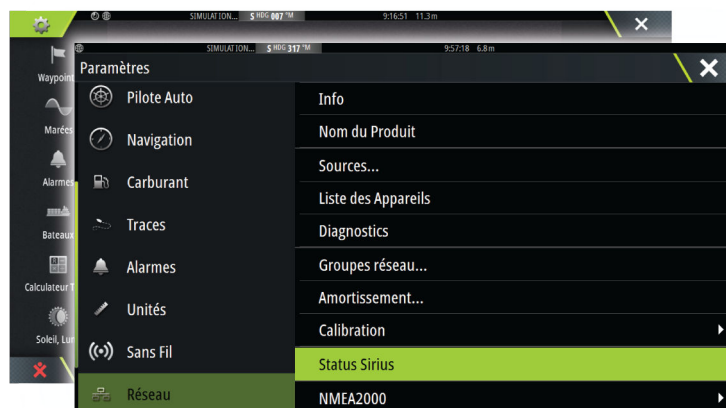 SIMULATION... S HDG 007 °M 9:16:51 11.3 m
SIMULATION... S HDG 317 °M 9:57:18 6.8 m
Paramètres
Waypoint
Marées
Alarmes
Bateaux
Calculateur T
Soleil, Lun
Pilote Auto
Navigation
Carburant
Traces
Alarmes
Unités
Sans Fil
Réseau
Info
Nom du Produit
Sources...
Liste des Appareils
Diagnostics
Groupes réseau...
Amortissement...
Calibration
Status Sirius
NMEA2000